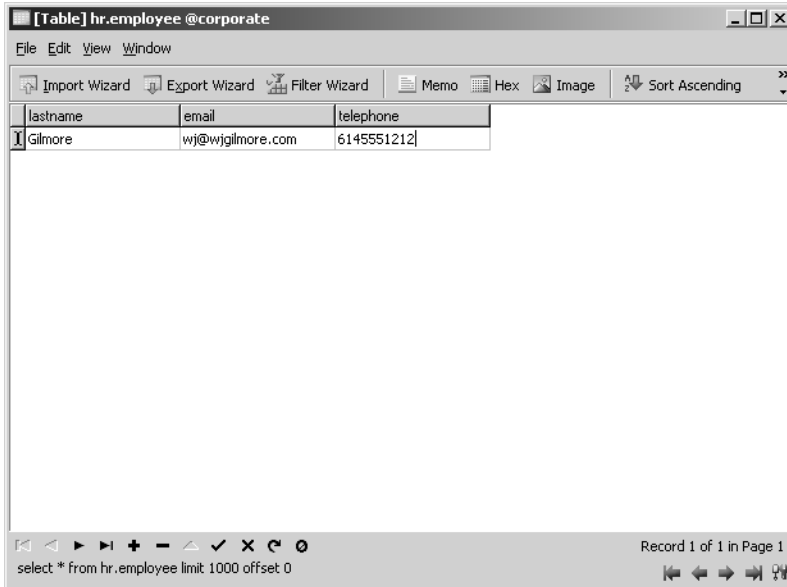 [Table] hr.employee @corporate
File Edit View Window
Import Wizard Export Wizard Filter Wizard Memo Hex Image Sort Ascending »
lastname email telephone
Gilmore wj@wjgilmore.com 6145551212
Record 1 of 1 in Page 1
select * from hr.employee limit 1000 offset 0